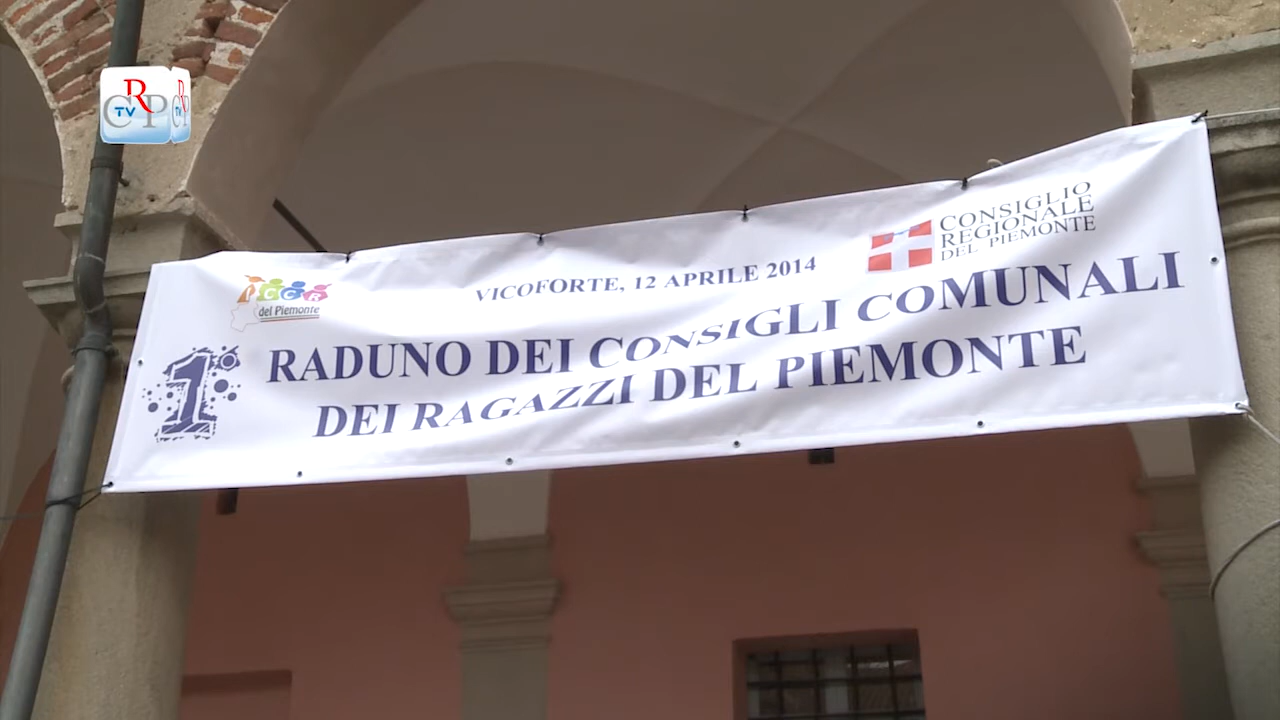 CRP TV
VICOFORTE, 12 APRILE 2014
CONSIGLIO
REGIONALE
DEL PIEMONTE
CCR
del Piemonte
1° RADUNO DEI CONSIGLI COMUNALI
DEI RAGAZZI DEL PIEMONTE